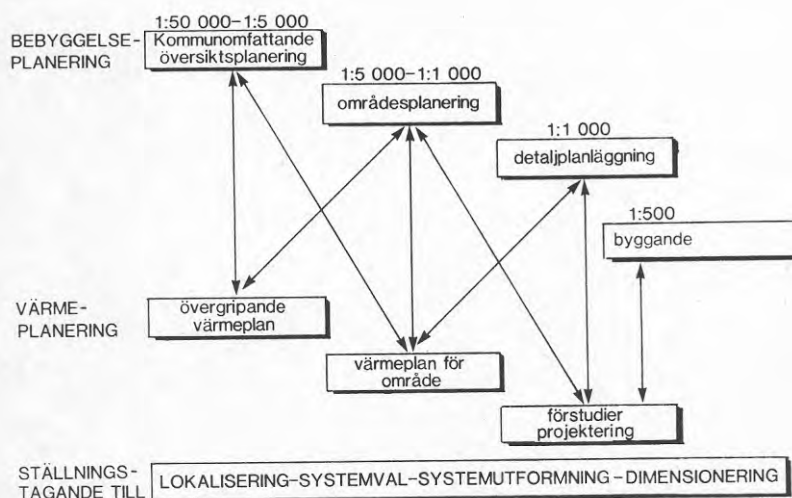 1:50 000–1:5 000
BEBYGGELSE-
PLANERING
Kommunomfattande
översiktsplanering
1:5 000–1:1 000
områdesplanering
1:1 000
detaljplanläggning
1:500
byggande
VÄRME-
PLANERING
övergripande
värmeplan
värmeplan för
område
förstudier
projektering
STÄLLNINGS-
TAGANDE TILL
LOKALISERING–SYSTEMVAL–SYSTEMUTFORMNING–DIMENSIONERING